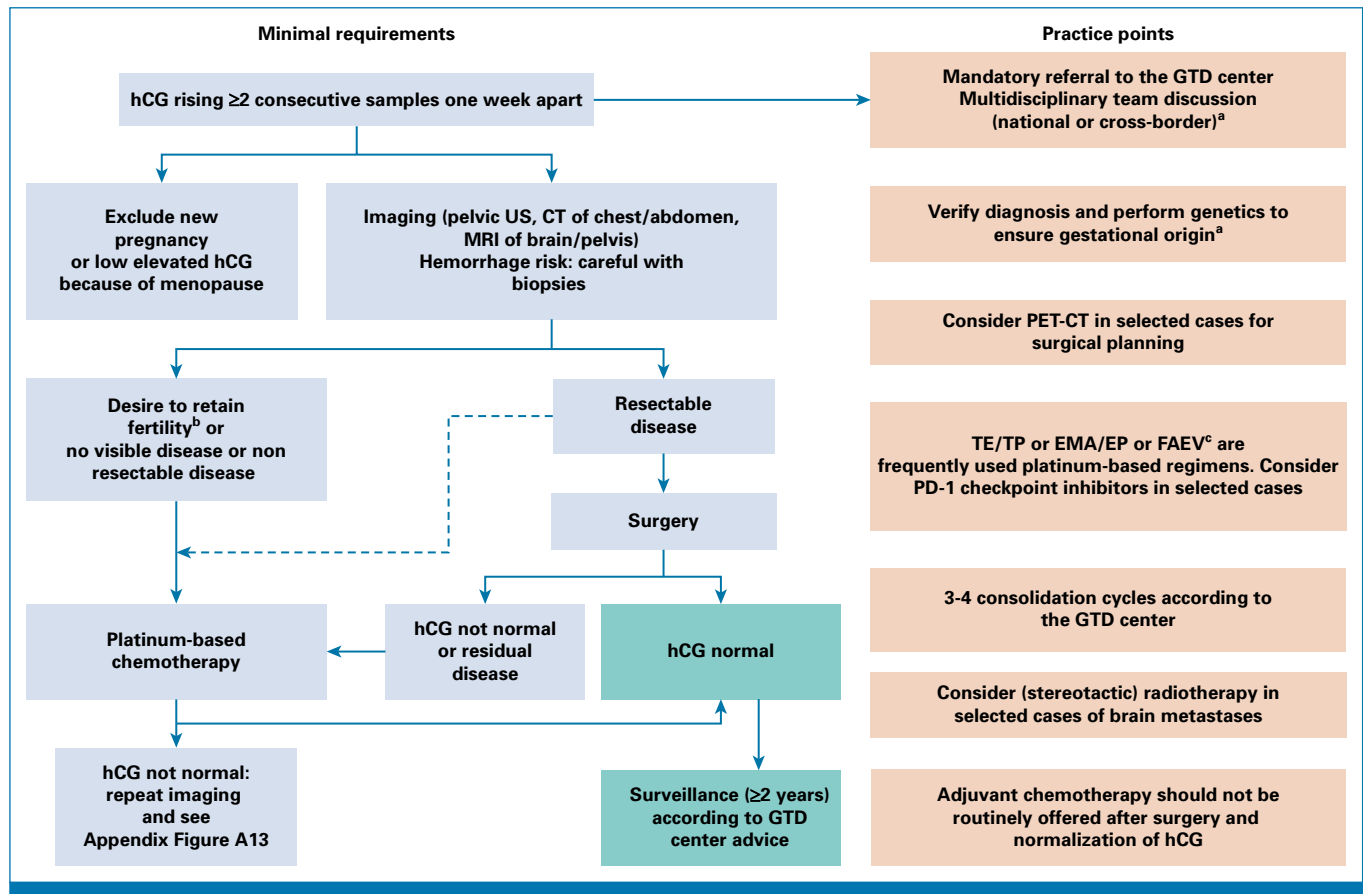 Minimal requirements
Practice points
hCG rising ≥2 consecutive samples one week apart
Mandatory referral to the GTD center
Multidisciplinary team discussion
(national or cross-border)a
Exclude new
pregnancy
or low elevated hCG
because of menopause
Imaging (pelvic US, CT of chest/abdomen,
MRI of brain/pelvis)
Hemorrhage risk: careful with
biopsies
Verify diagnosis and perform genetics to
ensure gestational origina
Consider PET-CT in selected cases for
surgical planning
Desire to retain
fertilityb or
no visible disease or non
resectable disease
Resectable
disease
TE/TP or EMA/EP or FAEVc are
frequently used platinum-based regimens. Consider
PD-1 checkpoint inhibitors in selected cases
Surgery
Platinum-based
chemotherapy
hCG not normal
or residual
disease
hCG normal
3-4 consolidation cycles according to
the GTD center
Consider (stereotactic) radiotherapy in
selected cases of brain metastases
hCG not normal:
repeat imaging
and see
Appendix Figure A13
Surveillance (≥2 years)
according to GTD
center advice
Adjuvant chemotherapy should not be
routinely offered after surgery and
normalization of hCG